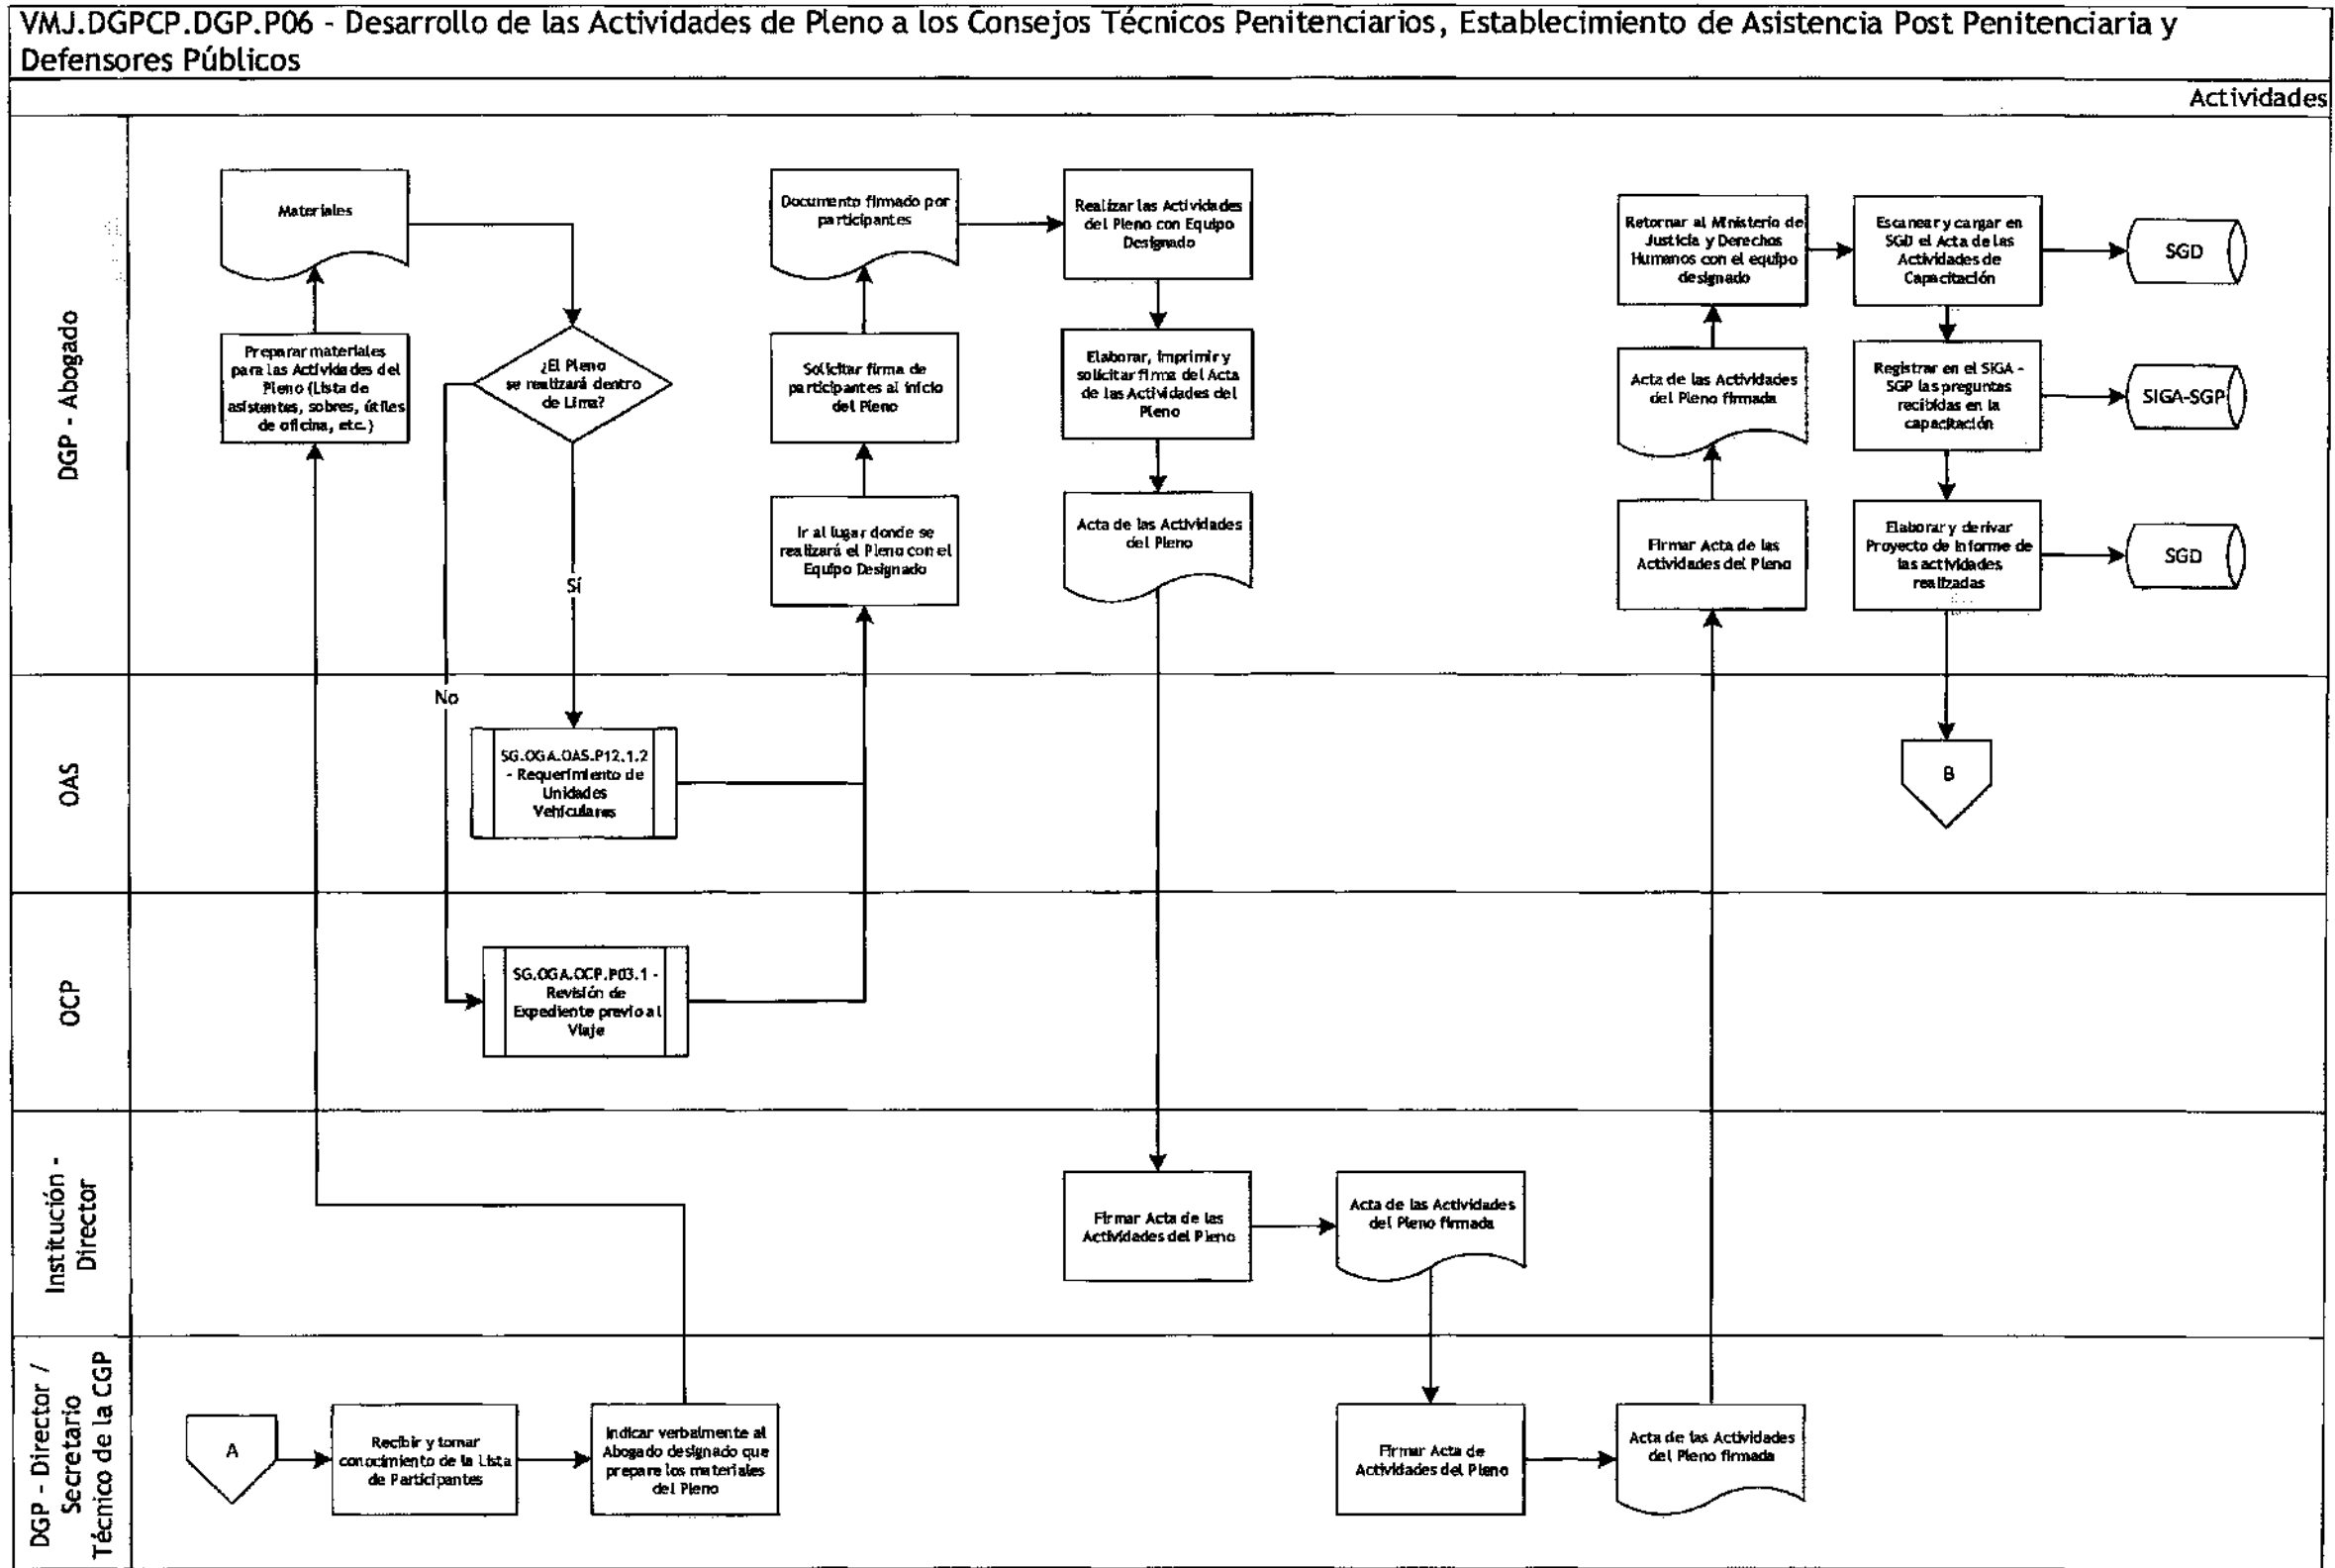 VMJ.DGPCP.DGP.P06 - Desarrollo de las Actividades de Pleno a los Consejos Técnicos Penitenciarios, Establecimiento de Asistencia Post Penitenciaria y
Defensores Públicos
Actividades
DGP - Abogado
Materiales
Preparar materiales
para las Actividades del
Pleno (Lista de
asistentes, sobres, útiles
de oficina, etc.)
¿El Pleno
se realizará dentro
de Lima?
Sí
No
Documento firmado por
participantes
Solicitar firma de
participantes al inicio
del Pleno
Ir al lugar donde se
realizará el Pleno con el
Equipo Designado
Realizar las Actividades
del Pleno con Equipo
Designado
Elaborar, imprimir y
solicitar firma del Acta
de las Actividades del
Pleno
Acta de las Actividades
del Pleno
Retornar al Ministerio de
Justicia y Derechos
Humanos con el equipo
designado
Acta de las Actividades
del Pleno firmada
Firmar Acta de las
Actividades del Pleno
Escanear y cargar en
SGD el Acta de las
Actividades de
Capacitación
SGD
Registrar en el SIGA -
SGP las preguntas
recibidas en la
capacitación
SIGA-SGP
Elaborar y derivar
Proyecto de Informe de
las actividades
realizadas
SGD
OAS
SG.OGA.OAS.P12.1.2
- Requerimiento de
Unidades
Vehiculares
B
OCP
SG.OGA.OCP.P03.1 -
Revisión de
Expediente previo al
Viaje
Institución -
Director
Firmar Acta de las
Actividades del Pleno
Acta de las Actividades
del Pleno firmada
DGP - Director /
Secretario
Técnico de la CGP
A
Recibir y tomar
conocimiento de la Lista
de Participantes
Indicar verbalmente al
Abogado designado que
prepare los materiales
del Pleno
Firmar Acta de
Actividades del Pleno
Acta de las Actividades
del Pleno firmada